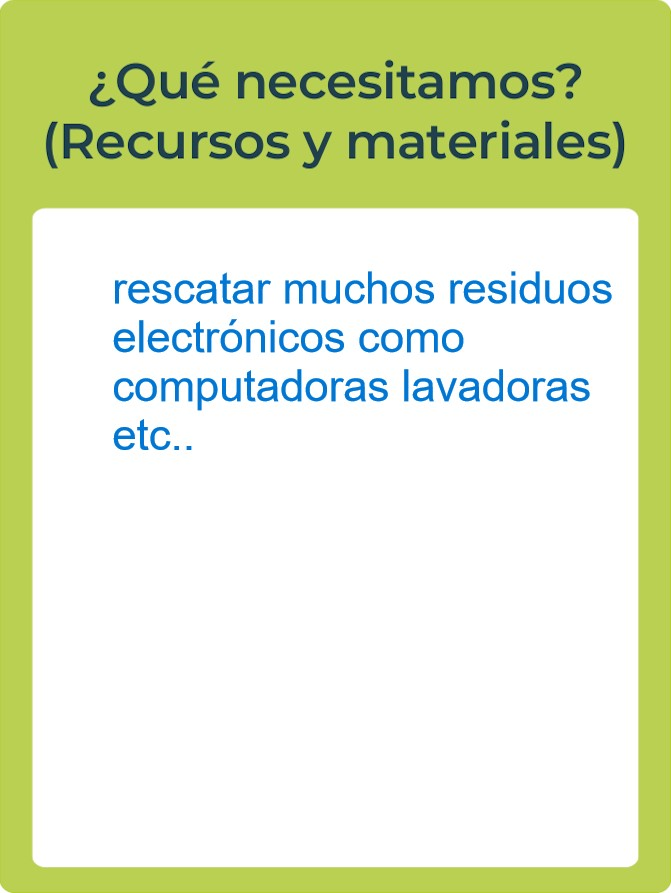 ¿Qué necesitamos?
(Recursos y materiales)
rescatar muchos residuos
electrónicos como
computadoras lavadoras
etc..